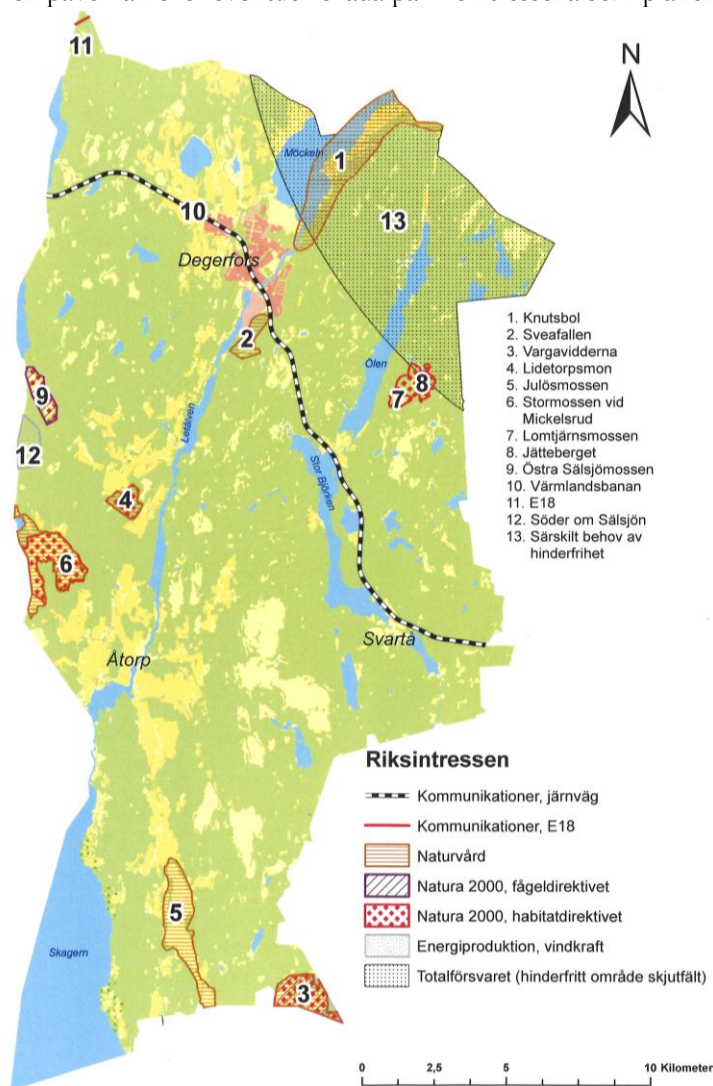 11
N
Möckeln
1
10
13
Degerfors
2
Ölen
9
7
8
12
Letälven
Stor Björken
4
6
Svartå
Åtorp
5
Skagern
3
1. Knutsbol
2. Sveafallen
3. Vargavidderna
4. Lidetorpsmon
5. Julösmossen
6. Stormossen vid
Mickelsrud
7. Lomtjärnsmossen
8. Jätteberget
9. Östra Sälsjömossen
10. Värmlandsbanan
11. E18
12. Söder om Sälsjön
13. Särskilt behov av
hinderfrihet
Riksintressen
Kommunikationer, järnväg
Kommunikationer, E18
Naturvård
Natura 2000, fågeldirektivet
Natura 2000, habitatdirektivet
Energiproduktion, vindkraft
Totalförsvaret (hinderfritt område skjutfält)
0 2,5 5 10 Kilometer